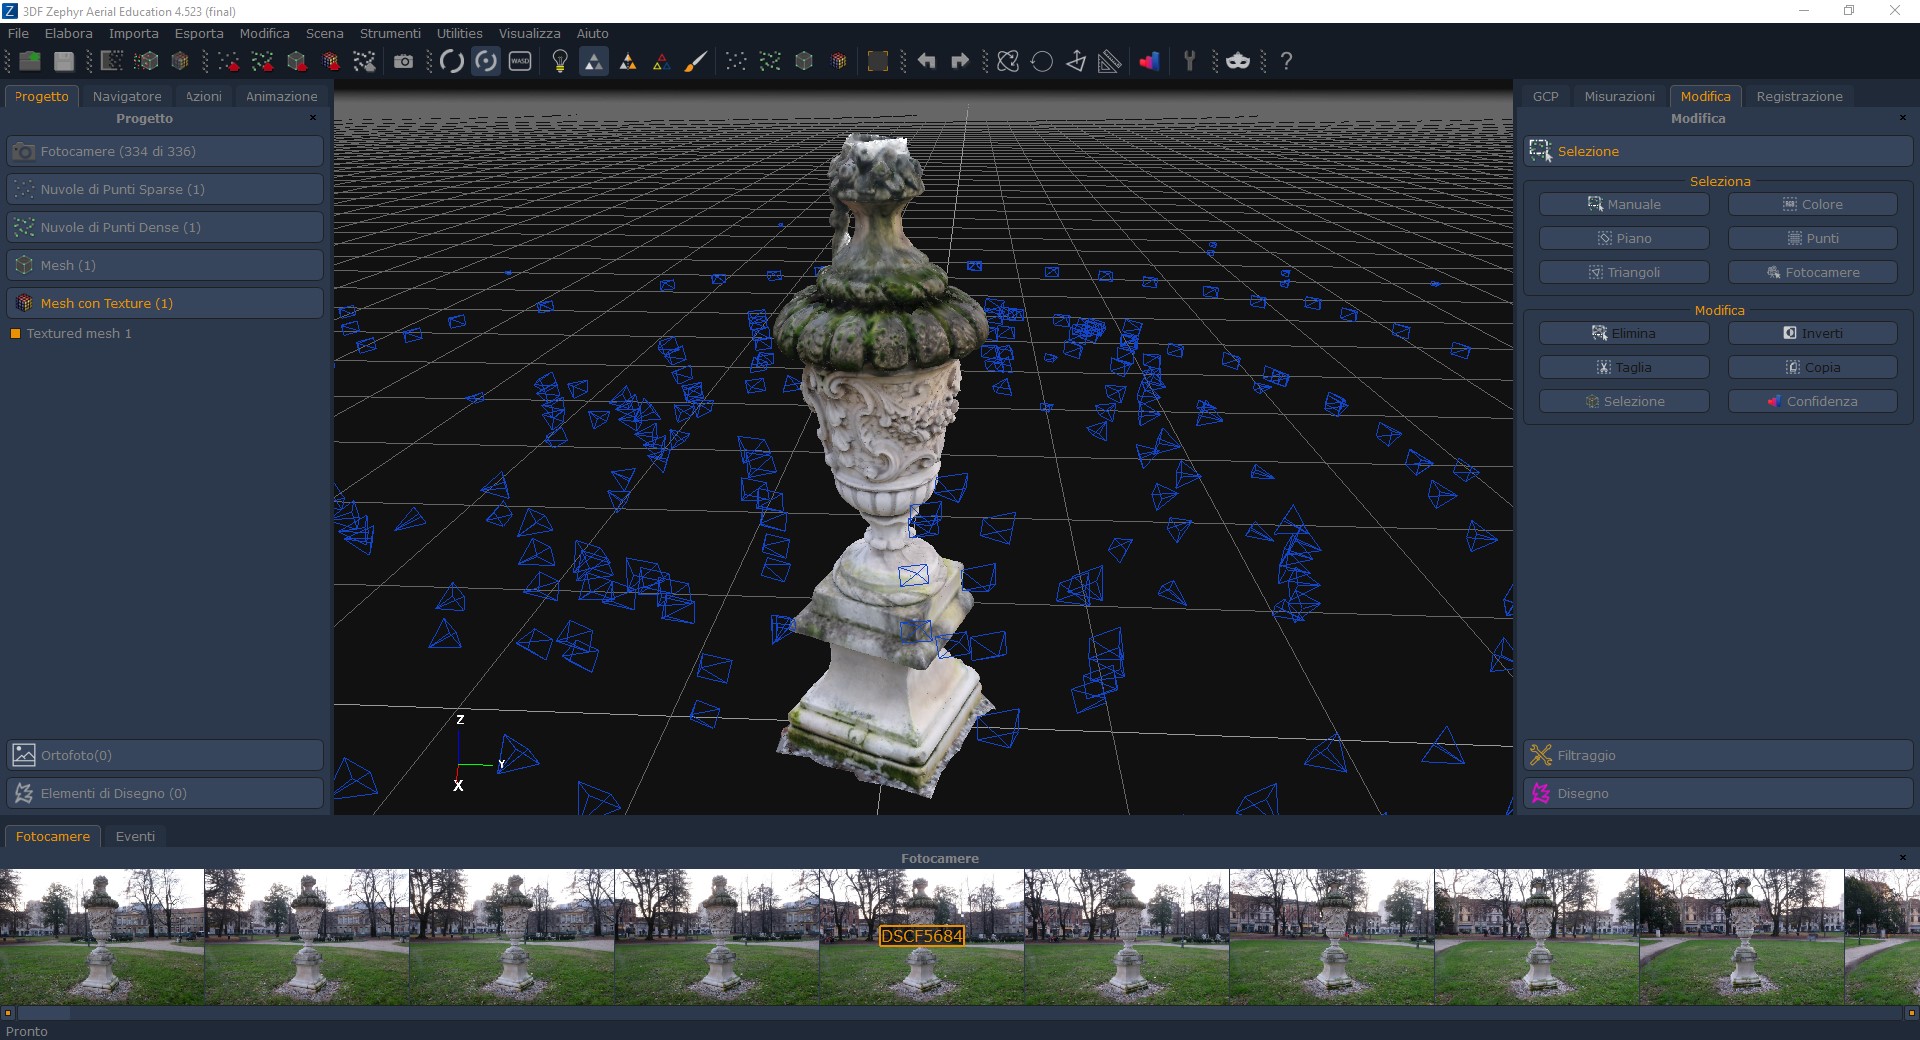 3DF Zephyr Aerial Education 4.523 (final)
File Elabora Importa Esporta Modifica Scena Strumenti Utilities Visualizza Aiuto
WASD
Progetto Navigatore Azioni Animazione
Progetto
Fotocamere (334 di 336)
Nuvole di Punti Sparse (1)
Nuvole di Punti Dense (1)
Mesh (1)
Mesh con Texture (1)
Textured mesh 1
Ortofoto(0)
Elementi di Disegno (0)
Z
Y
X
GCP Misurazioni Modifica Registrazione
Modifica
Selezione
Seleziona
Manuale Colore
Piano Punti
Triangoli Fotocamere
Modifica
Elimina Inverti
Taglia Copia
Selezione Confidenza
Filtraggio
Disegno
Fotocamere Eventi
Fotocamere
DSCF5684
Pronto